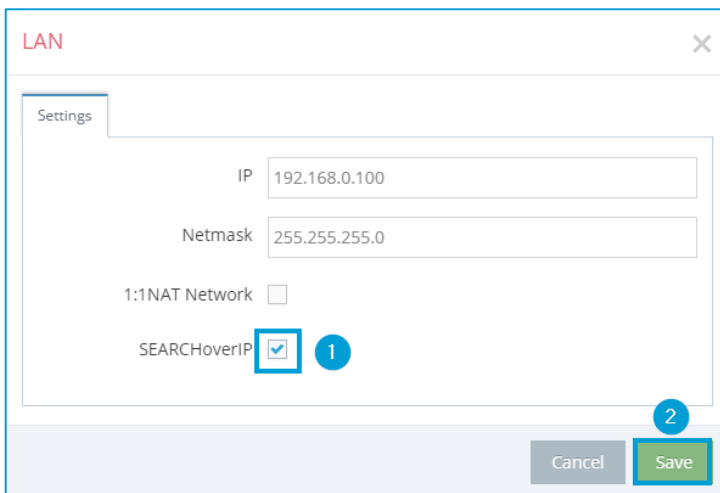 LAN
Settings
IP 192.168.0.100
Netmask 255.255.255.0
1:1NAT Network
SEARCHoverIP 1
2
Cancel Save